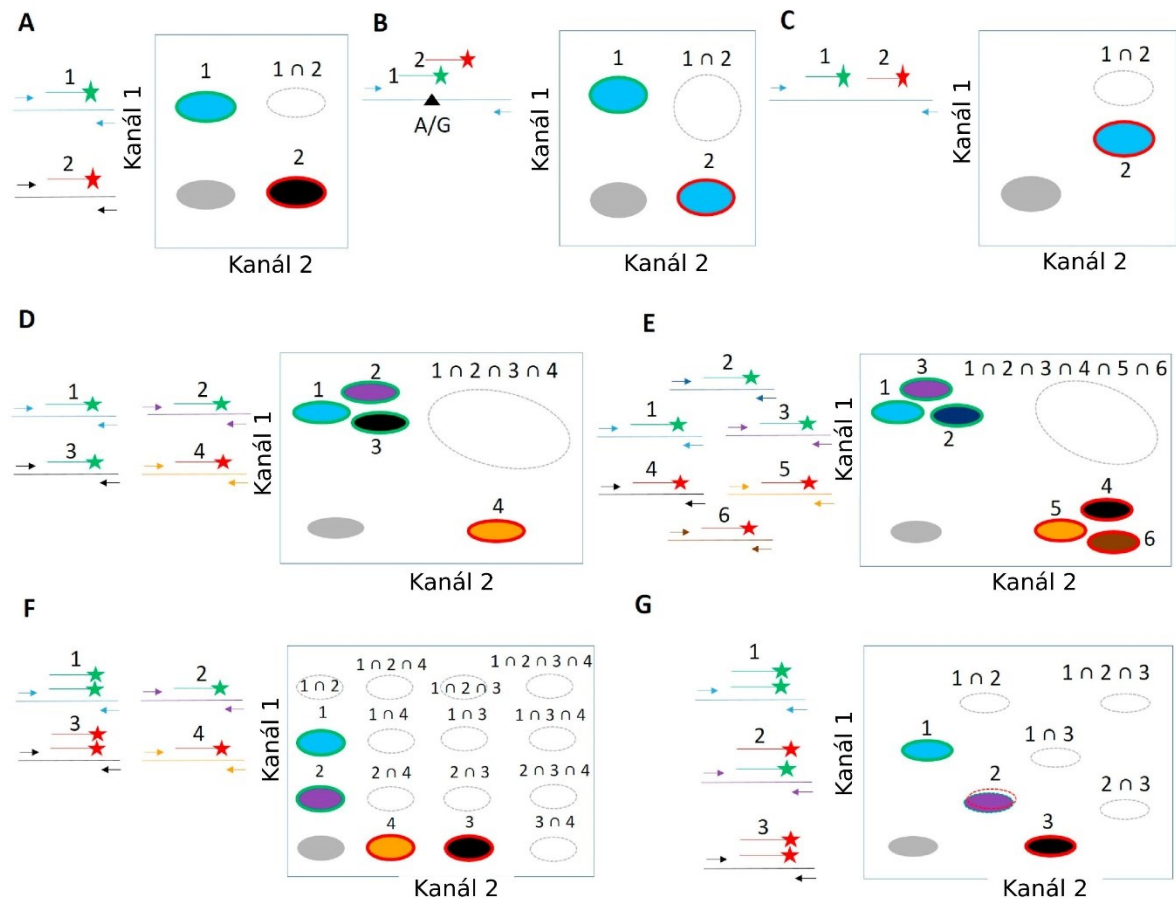 A
1
2
Kanál 1
1
1 ∩ 2
2
Kanál 2
B
2
1
A/G
Kanál 1
1
1 ∩ 2
2
Kanál 2
C
1
2
Kanál 1
1 ∩ 2
2
Kanál 2
D
1
2
3
4
Kanál 1
2
1
3
1 ∩ 2 ∩ 3 ∩ 4
4
Kanál 2
E
2
1
3
4
5
6
Kanál 1
3
1
2
1 ∩ 2 ∩ 3 ∩ 4 ∩ 5 ∩ 6
4
5
6
Kanál 2
F
1
2
3
4
Kanál 1
1 ∩ 2
1 ∩ 2 ∩ 4
1 ∩ 2 ∩ 3
1 ∩ 2 ∩ 3 ∩ 4
1
1 ∩ 4
1 ∩ 3
1 ∩ 3 ∩ 4
2
2 ∩ 4
2 ∩ 3
2 ∩ 3 ∩ 4
4
3
3 ∩ 4
Kanál 2
G
1
2
3
Kanál 1
1 ∩ 2
1 ∩ 2 ∩ 3
1
1 ∩ 3
2
2 ∩ 3
3
Kanál 2